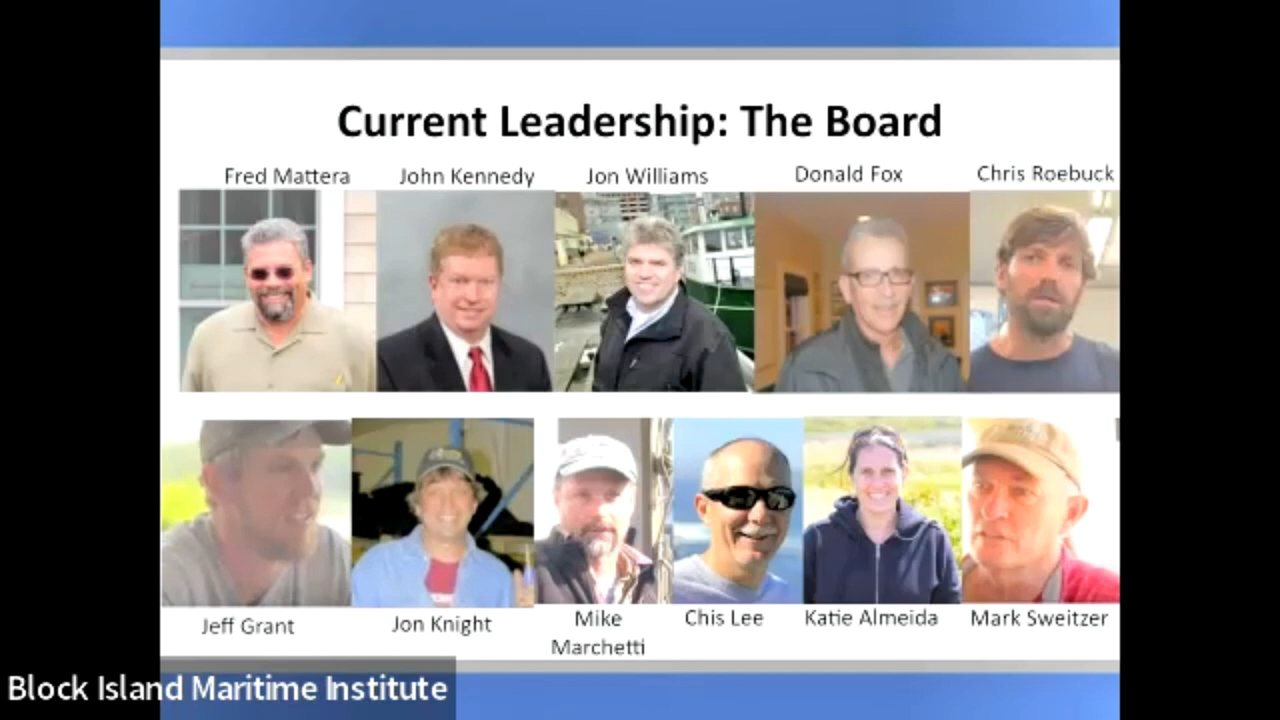 Current Leadership: The Board
Fred Mattera
John Kennedy
Jon Williams
Donald Fox
Chris Roebuck
Jeff Grant
Jon Knight
Mike
Marchetti
Chis Lee
Katie Almeida
Mark Sweitzer
Block Island Maritime Institute